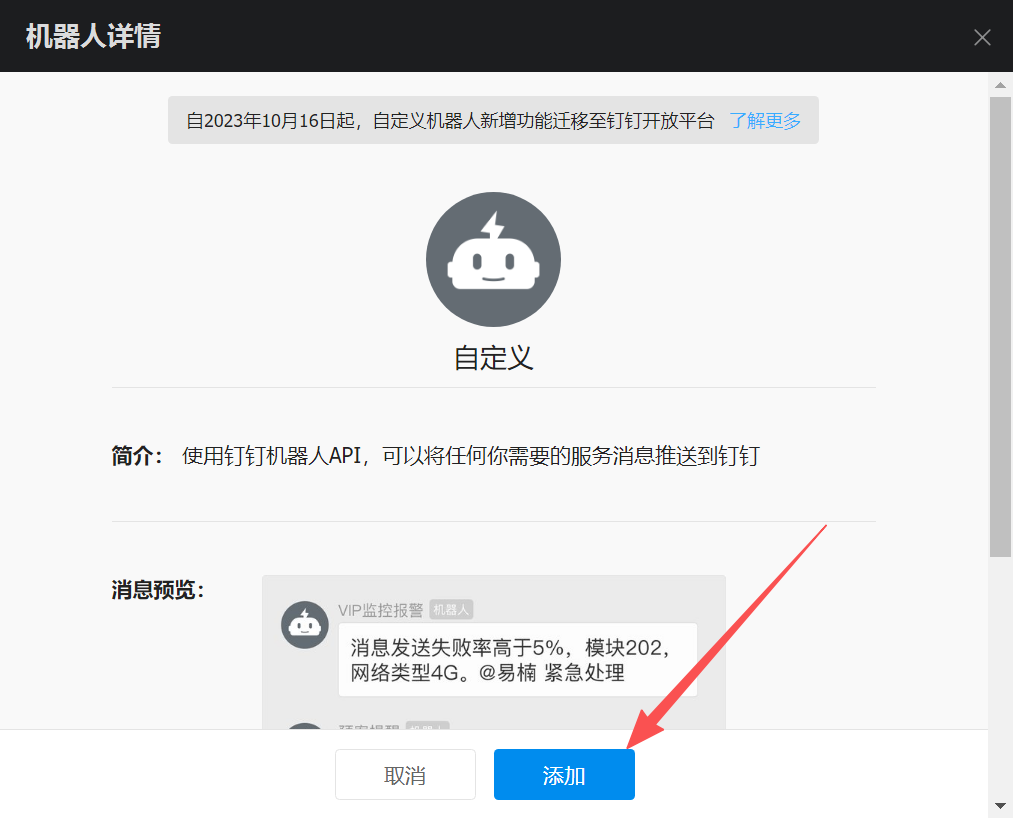 机器人详情
自2023年10月16日起，自定义机器人新增功能迁移至钉钉开放平台 了解更多
自定义
简介： 使用钉钉机器人API，可以将任何你需要的服务消息推送到钉钉
消息预览：
VIP监控报警 机器人
消息发送失败率高于5%，模块202，
网络类型4G。@易楠 紧急处理
取消
添加